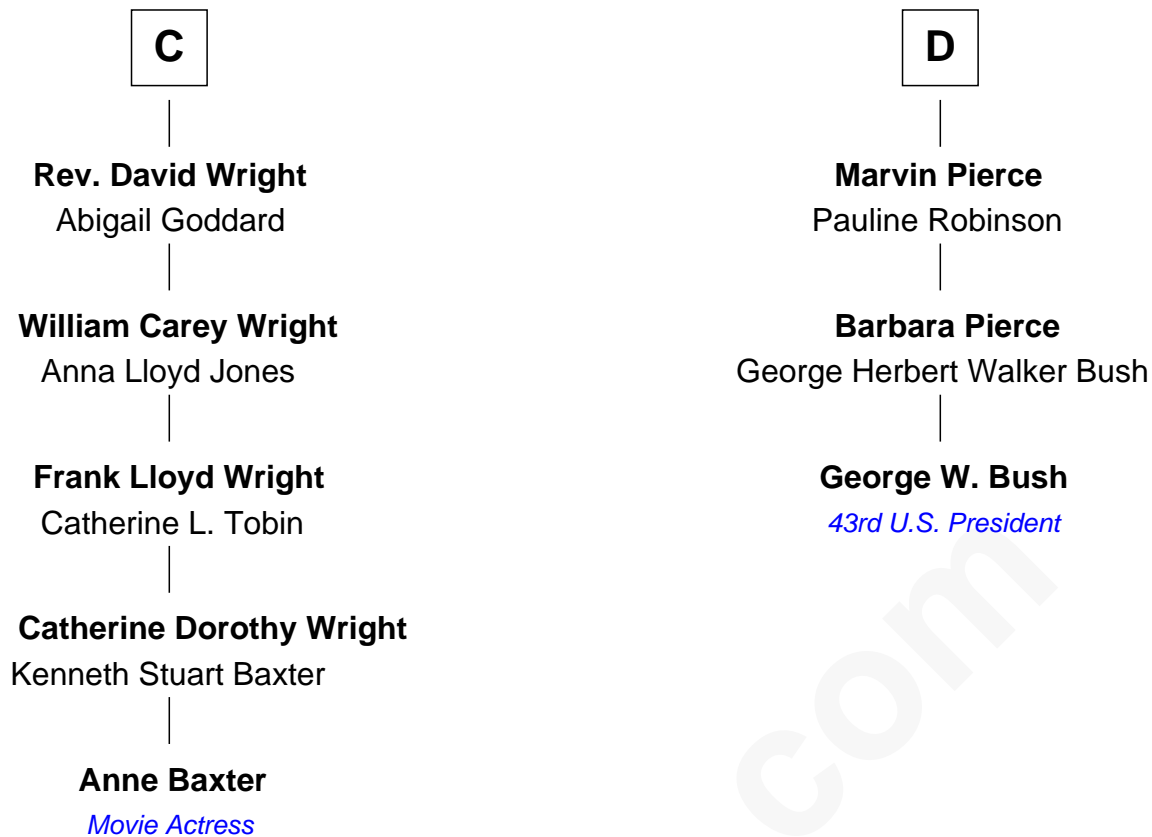 C
Rev. David Wright
Abigail Goddard
William Carey Wright
Anna Lloyd Jones
Frank Lloyd Wright
Catherine L. Tobin
Catherine Dorothy Wright
Kenneth Stuart Baxter
Anne Baxter
Movie Actress
D
Marvin Pierce
Pauline Robinson
Barbara Pierce
George Herbert Walker Bush
George W. Bush
43rd U.S. President
com